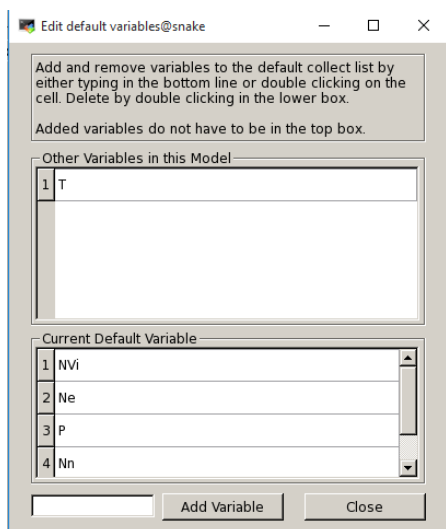 Edit default variables@snake
Add and remove variables to the default collect list by
either typing in the bottom line or double clicking on the
cell. Delete by double clicking in the lower box.
Added variables do not have to be in the top box.
Other Variables in this Model
1 T
Current Default Variable
1 NVi
2 Ne
3 P
4 Nn
Add Variable Close